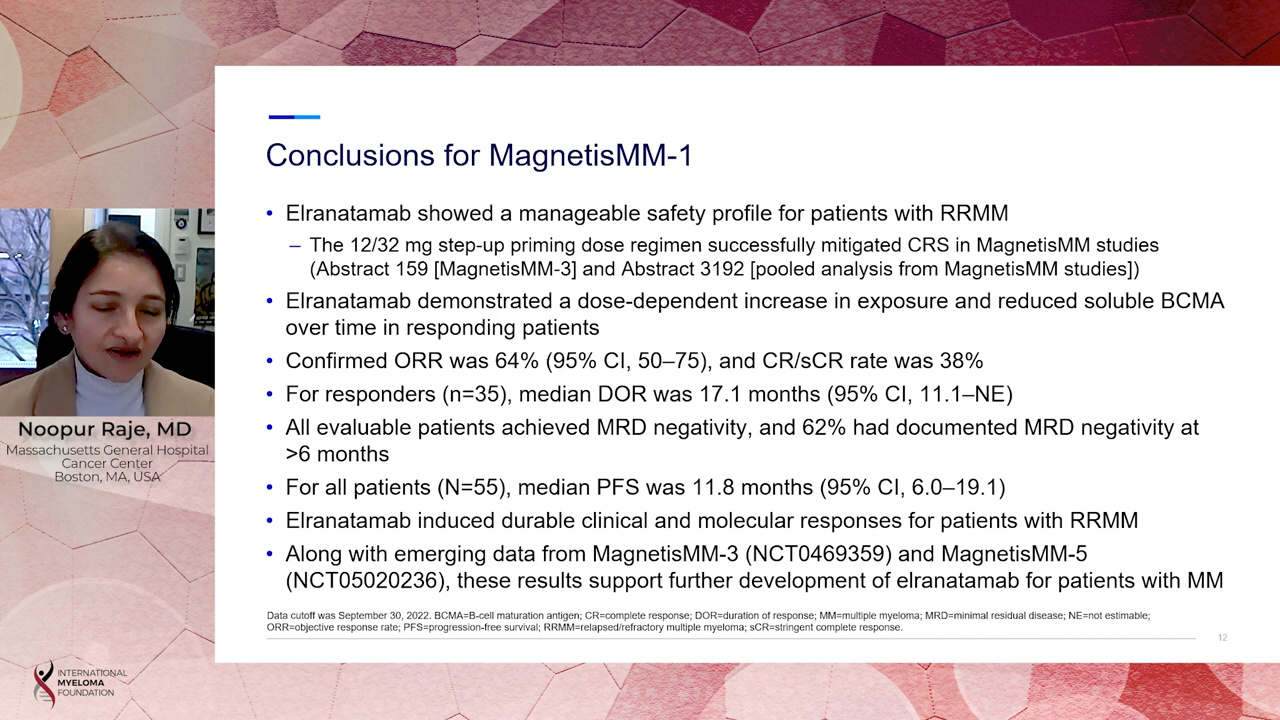 Conclusions for MagnetisMM-1
• Elranatamab showed a manageable safety profile for patients with RRMM
– The 12/32 mg step-up priming dose regimen successfully mitigated CRS in MagnetisMM studies
(Abstract 159 [MagnetisMM-3] and Abstract 3192 [pooled analysis from MagnetisMM studies])
• Elranatamab demonstrated a dose-dependent increase in exposure and reduced soluble BCMA
over time in responding patients
• Confirmed ORR was 64% (95% CI, 50–75), and CR/sCR rate was 38%
• For responders (n=35), median DOR was 17.1 months (95% CI, 11.1–NE)
• All evaluable patients achieved MRD negativity, and 62% had documented MRD negativity at
>6 months
• For all patients (N=55), median PFS was 11.8 months (95% CI, 6.0–19.1)
• Elranatamab induced durable clinical and molecular responses for patients with RRMM
• Along with emerging data from MagnetisMM-3 (NCT0469359) and MagnetisMM-5
(NCT05020236), these results support further development of elranatamab for patients with MM
Data cutoff was September 30, 2022. BCMA=B-cell maturation antigen; CR=complete response; DOR=duration of response; MM=multiple myeloma; MRD=minimal residual disease; NE=not estimable;
ORR=objective response rate; PFS=progression-free survival; RRMM=relapsed/refractory multiple myeloma; sCR=stringent complete response.
12
Noopur Raje, MD
Massachusetts General Hospital
Cancer Center
Boston, MA, USA
INTERNATIONAL
MYELOMA
FOUNDATION